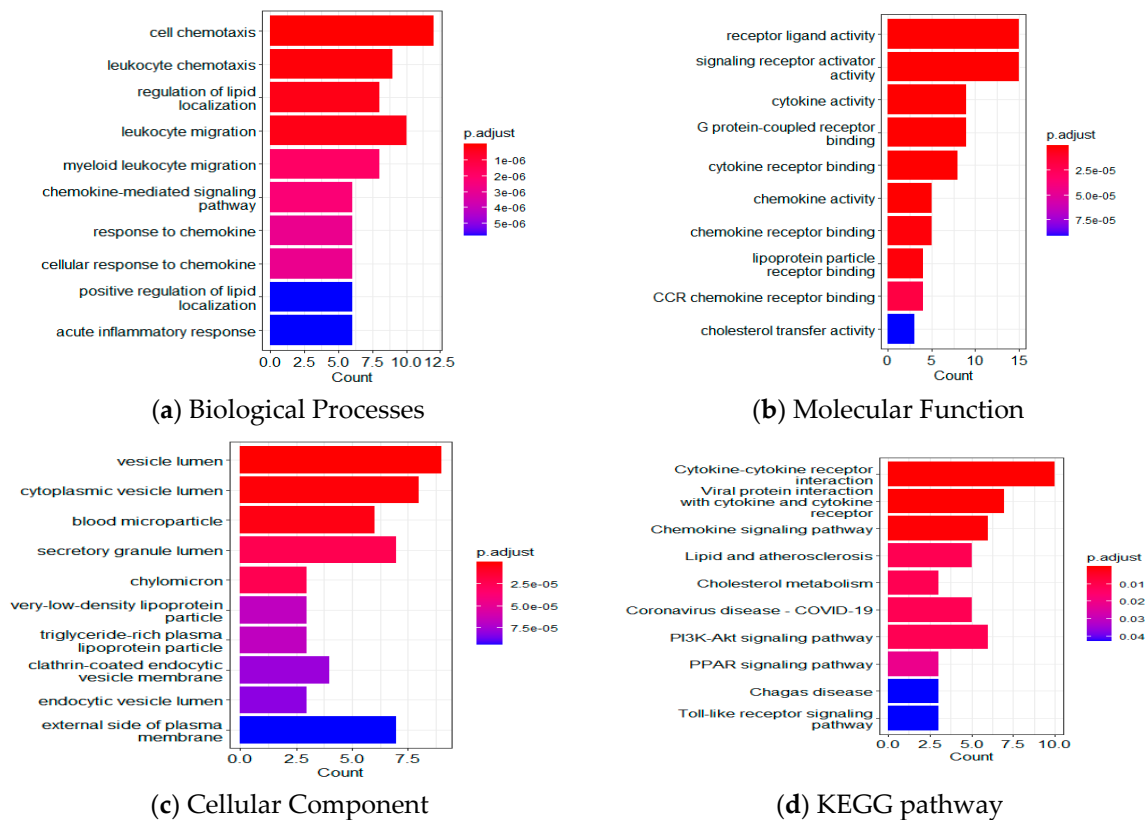 cell chemotaxis
leukocyte chemotaxis
regulation of lipid
localization
leukocyte migration
myeloid leukocyte migration
chemokine-mediated signaling
pathway
response to chemokine
cellular response to chemokine
positive regulation of lipid
localization
acute inflammatory response
0.0 2.5 5.0 7.5 10.0 12.5
Count
p.adjust
1e-06
2e-06
3e-06
4e-06
5e-06
(a) Biological Processes
receptor ligand activity
signaling receptor activator
activity
cytokine activity
G protein-coupled receptor
binding
cytokine receptor binding
chemokine activity
chemokine receptor binding
lipoprotein particle
receptor binding
CCR chemokine receptor binding
cholesterol transfer activity
0 5 10 15
Count
p.adjust
2.5e-05
5.0e-05
7.5e-05
(b) Molecular Function
vesicle lumen
cytoplasmic vesicle lumen
blood microparticle
secretory granule lumen
chylomicron
very-low-density lipoprotein
particle
triglyceride-rich plasma
lipoprotein particle
clathrin-coated endocytic
vesicle membrane
endocytic vesicle lumen
external side of plasma
membrane
0.0 2.5 5.0 7.5
Count
p.adjust
2.5e-05
5.0e-05
7.5e-05
(c) Cellular Component
Cytokine-cytokine receptor
interaction
Viral protein interaction
with cytokine and cytokine
receptor
Chemokine signaling pathway
Lipid and atherosclerosis
Cholesterol metabolism
Coronavirus disease - COVID-19
PI3K-Akt signaling pathway
PPAR signaling pathway
Chagas disease
Toll-like receptor signaling
pathway
0.0 2.5 5.0 7.5 10.0
Count
p.adjust
0.01
0.02
0.03
0.04
(d) KEGG pathway